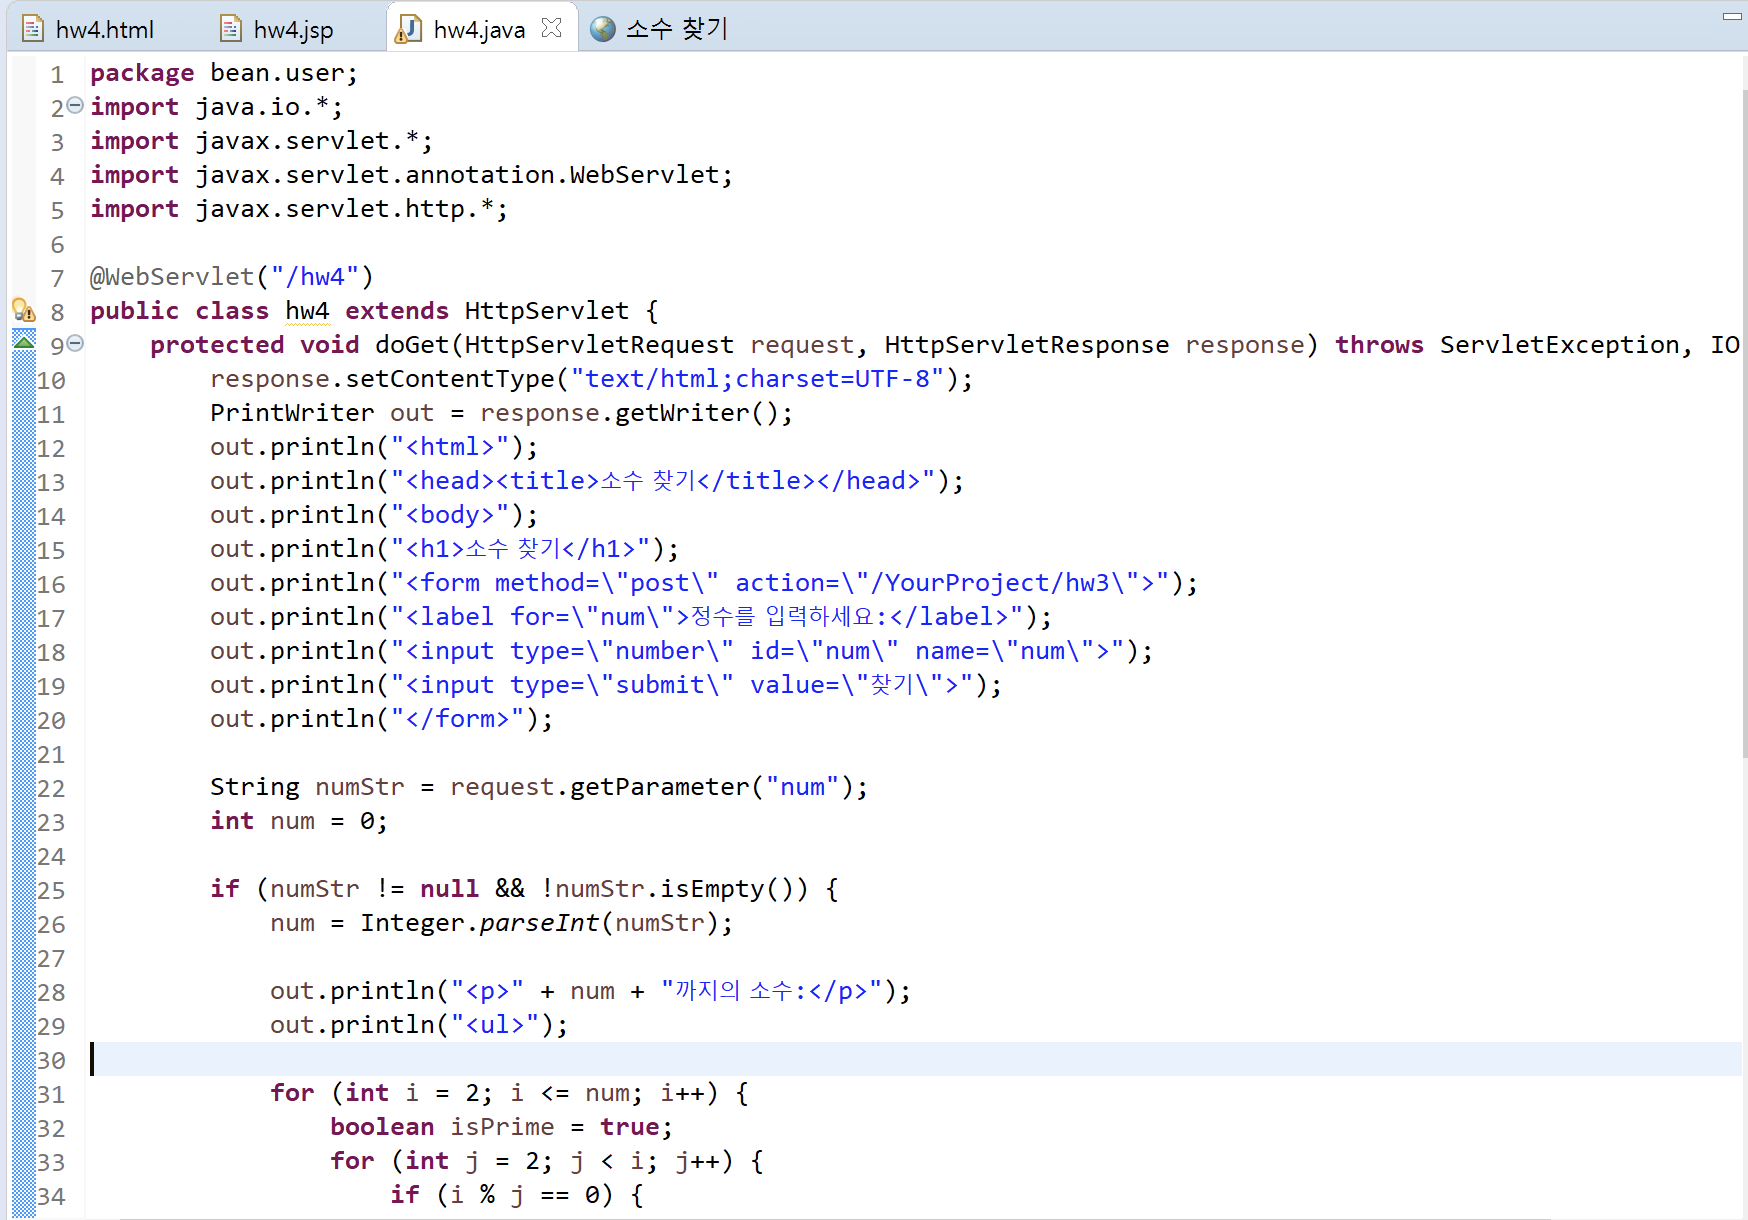 hw4.html hw4.jsp hw4.java 소수 찾기
1 package bean.user;
2 import java.io.*;
3 import javax.servlet.*;
4 import javax.servlet.annotation.WebServlet;
5 import javax.servlet.http.*;
6
7 @WebServlet("/hw4")
8 public class hw4 extends HttpServlet {
9     protected void doGet(HttpServletRequest request, HttpServletResponse response) throws ServletException, IO
10         response.setContentType("text/html;charset=UTF-8");
11         PrintWriter out = response.getWriter();
12         out.println("<html>");
13         out.println("<head><title>소수 찾기</title></head>");
14         out.println("<body>");
15         out.println("<h1>소수 찾기</h1>");
16         out.println("<form method=\"post\" action=\"/YourProject/hw3\">");
17         out.println("<label for=\"num\">정수를 입력하세요:</label>");
18         out.println("<input type=\"number\" id=\"num\" name=\"num\">");
19         out.println("<input type=\"submit\" value=\"찾기\">");
20         out.println("</form>");
21
22         String numStr = request.getParameter("num");
23         int num = 0;
24
25         if (numStr != null && !numStr.isEmpty()) {
26             num = Integer.parseInt(numStr);
27
28             out.println("<p>" + num + "까지의 소수:</p>");
29             out.println("<ul>");
30
31             for (int i = 2; i <= num; i++) {
32                 boolean isPrime = true;
33                 for (int j = 2; j < i; j++) {
34                     if (i % j == 0) {